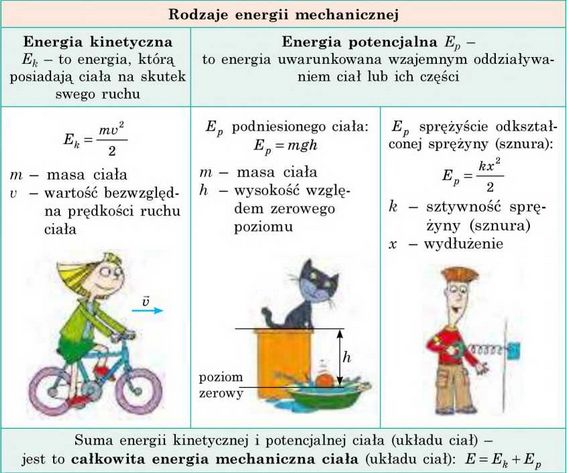 Rodzaje energii mechanicznej
Energia kinetyczna
Eₖ – to energia, którą
posiadają ciała na skutek
swego ruchu
Energia potencjalna Eₚ –
to energia uwarunkowana wzajemnym oddziaływa-
niem ciał lub ich części
Eₖ = mv²/2
m – masa ciała
v – wartość bezwzględ-
na prędkości ruchu
ciała
v⃗
Eₚ podniesionego ciała:
Eₚ = mgh
m – masa ciała
h – wysokość wzglę-
dem zerowego
poziomu
h
poziom
zerowy
Eₚ sprężyście odkształ-
conej sprężyny (sznura):
Eₚ = kx²/2
k – sztywność sprę-
żyny (sznura)
x – wydłużenie
Suma energii kinetycznej i potencjalnej ciała (układu ciał) –
jest to całkowita energia mechaniczna ciała (układu ciał): E = Eₖ + Eₚ